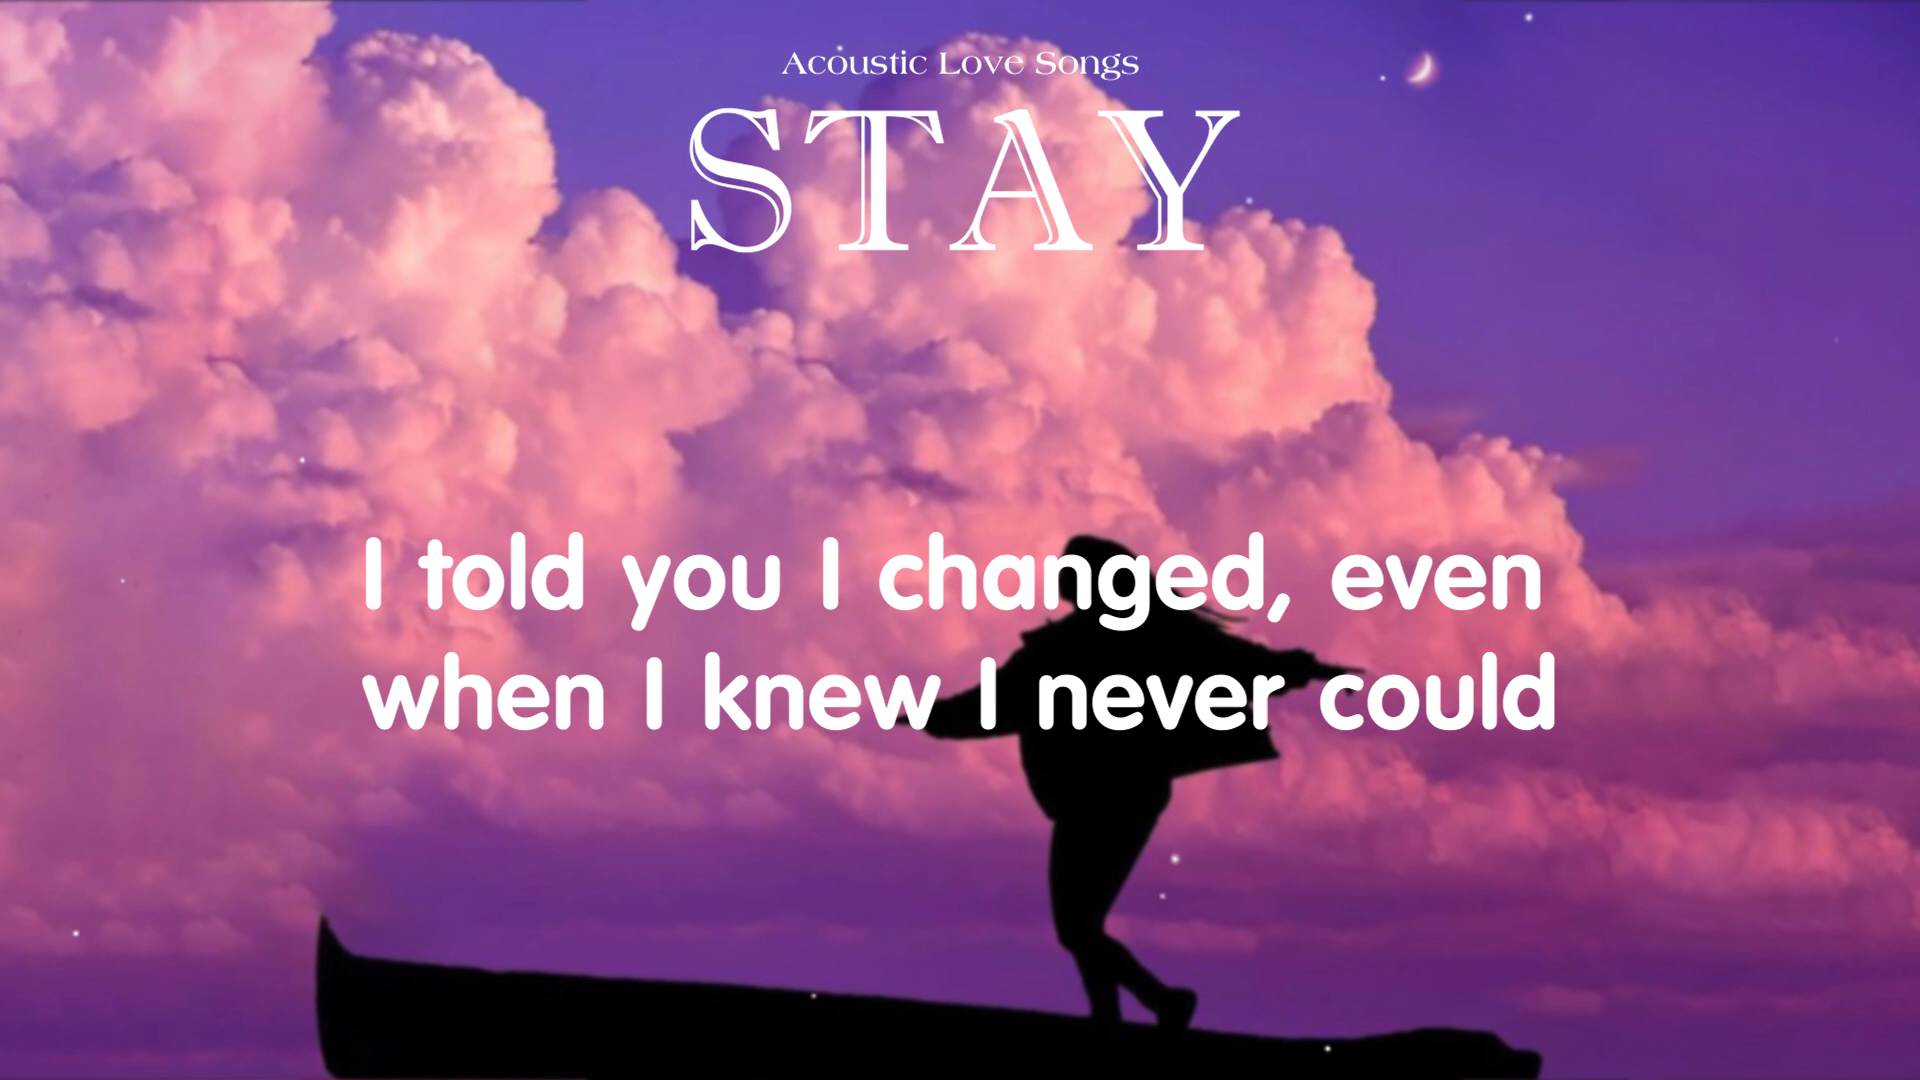 Acoustic Love Songs
STAY
I told you I changed, even
when I knew I never could